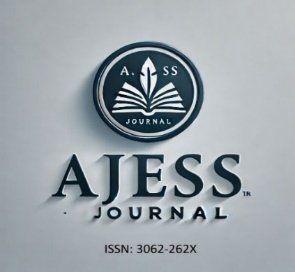 A. SS
JOURNAL
AJESS™
JOURNAL
ISSN: 3062-262X